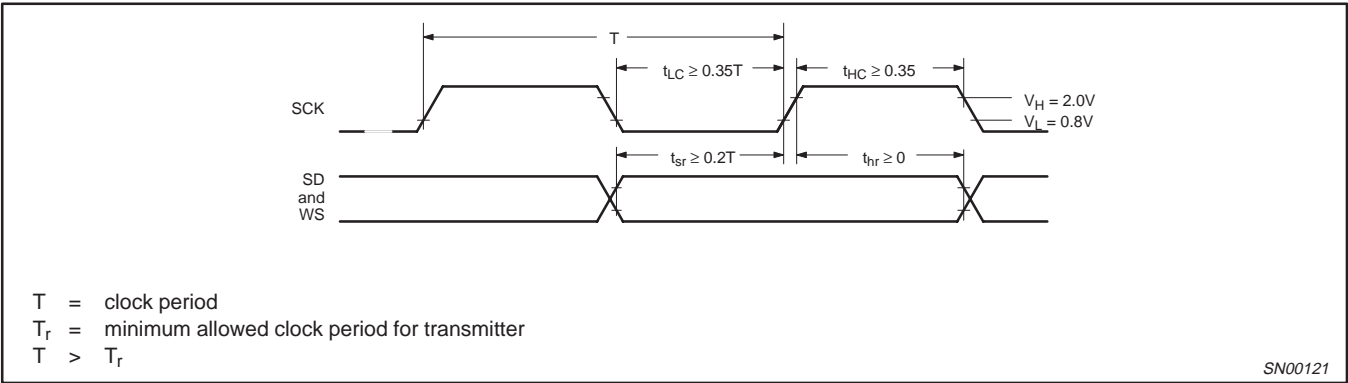 T
t_LC ≥ 0.35T
t_HC ≥ 0.35
SCK
V_H = 2.0V
V_L = 0.8V
t_sr ≥ 0.2T
t_hr ≥ 0
SD
and
WS
T = clock period
T_r = minimum allowed clock period for transmitter
T > T_r
SN00121